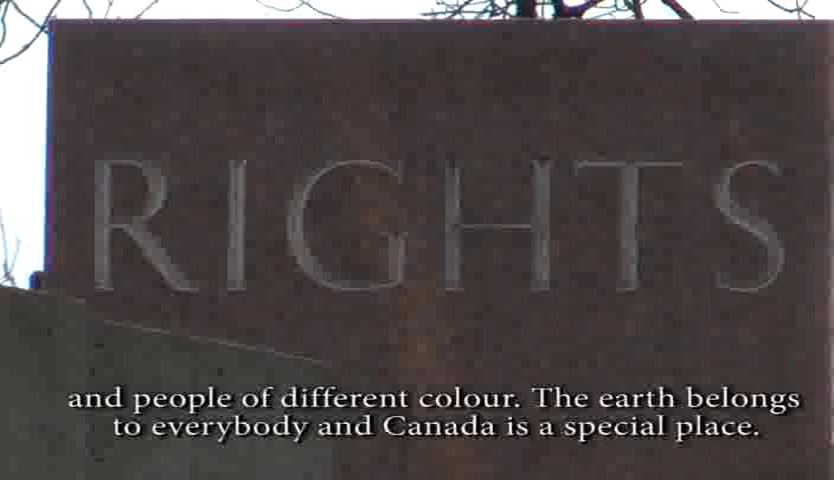 RIGHTS
and people of different colour. The earth belongs
to everybody and Canada is a special place.